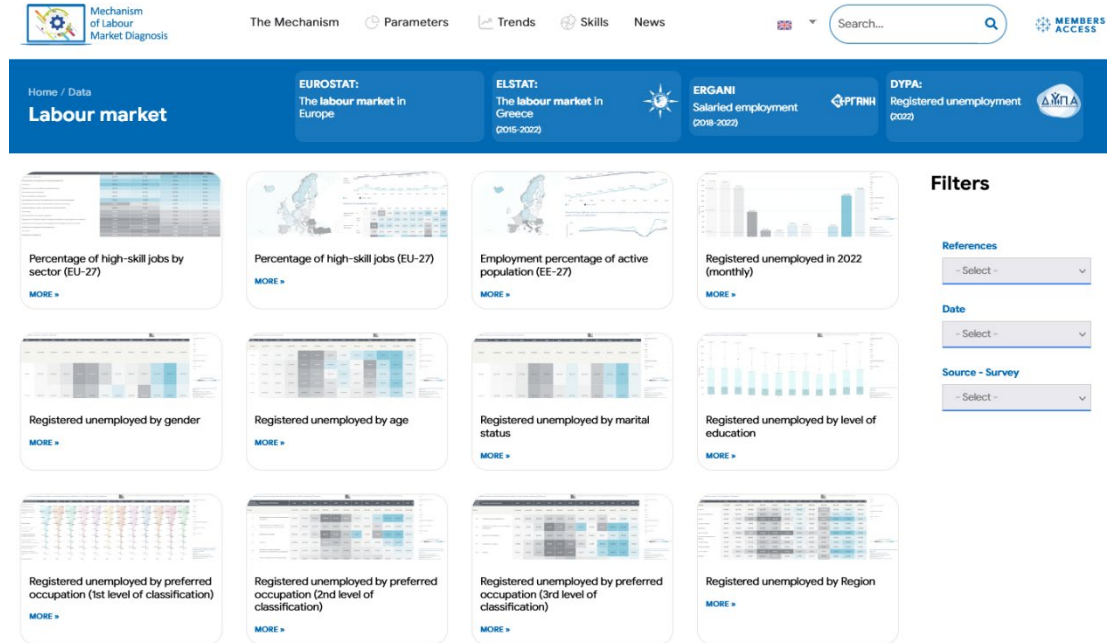 Mechanism
of Labour
Market Diagnosis
The Mechanism
Parameters
Trends
Skills
News
Search...
MEMBERS
ACCESS
Home / Data
Labour market
EUROSTAT:
The labour market in
Europe
ELSTAT:
The labour market in
Greece
(2015-2022)
ERGANI
Salaried employment
(2018-2022)
ΕΡΓΑΝΗ
DYPA:
Registered unemployment
(2022)
Δ.ΥΠ.Α
Percentage of high-skill jobs by
sector (EU-27)
MORE »
Percentage of high-skill jobs (EU-27)
MORE »
Employment percentage of active
population (EE-27)
MORE »
Registered unemployed in 2022
(monthly)
MORE »
Filters
References
- Select -
Date
- Select -
Source - Survey
- Select -
Registered unemployed by gender
MORE »
Registered unemployed by age
MORE »
Registered unemployed by marital
status
MORE »
Registered unemployed by level of
education
MORE »
Registered unemployed by preferred
occupation (1st level of classification)
MORE »
Registered unemployed by preferred
occupation (2nd level of
classification)
MORE »
Registered unemployed by preferred
occupation (3rd level of
classification)
MORE »
Registered unemployed by Region
MORE »